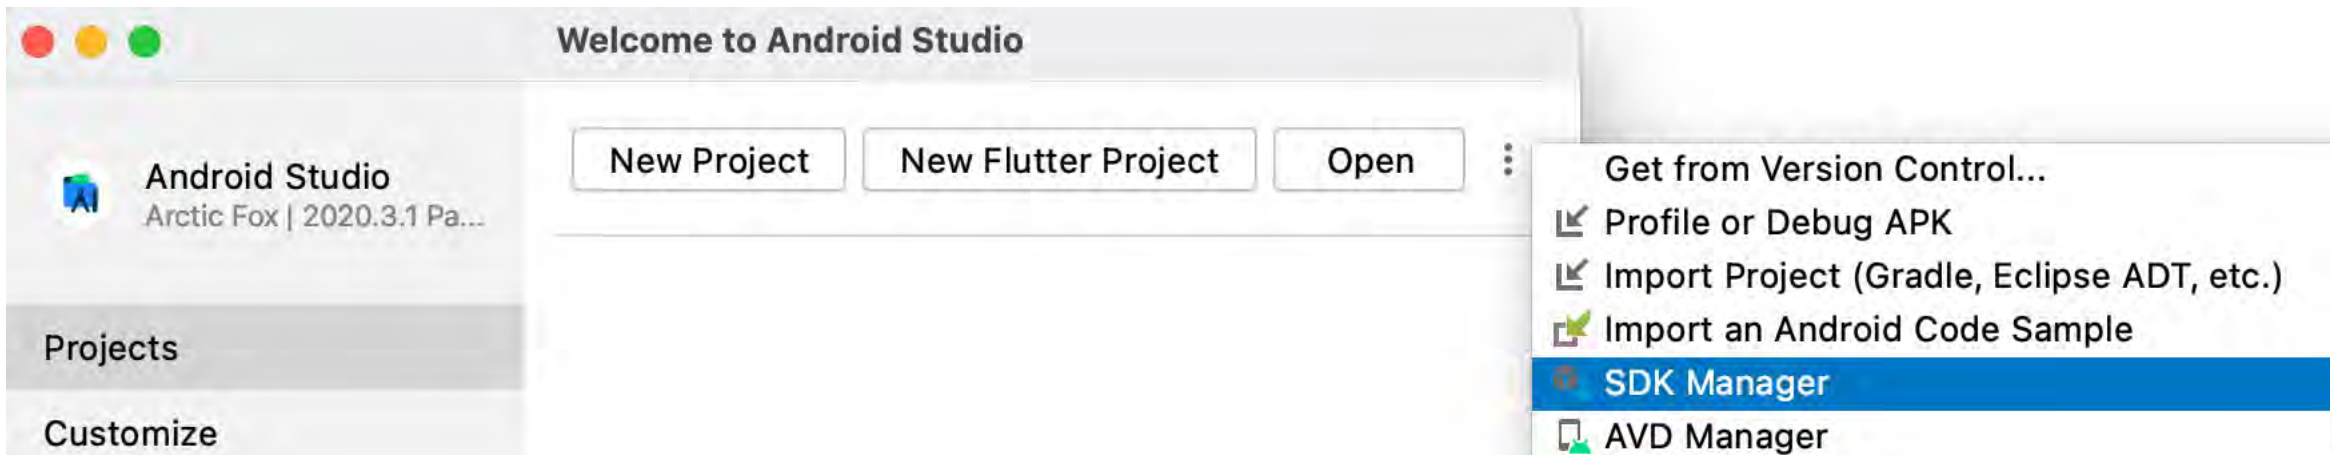 Welcome to Android Studio
Android Studio
Arctic Fox | 2020.3.1 Pa...
Projects
Customize
New Project
New Flutter Project
Open
Get from Version Control...
Profile or Debug APK
Import Project (Gradle, Eclipse ADT, etc.)
Import an Android Code Sample
SDK Manager
AVD Manager